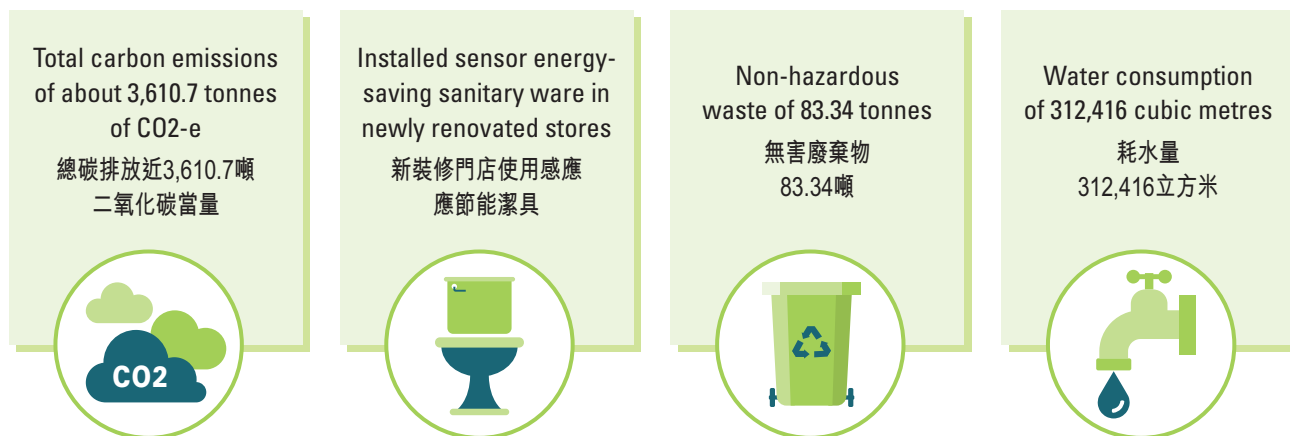 Total carbon emissions
of about 3,610.7 tonnes
of CO2-e
總碳排放近3,610.7噸
二氧化碳當量
CO2
Installed sensor energy-
saving sanitary ware in
newly renovated stores
新裝修門店使用感應
應節能潔具
Non-hazardous
waste of 83.34 tonnes
無害廢棄物
83.34噸
Water consumption
of 312,416 cubic metres
耗水量
312,416立方米